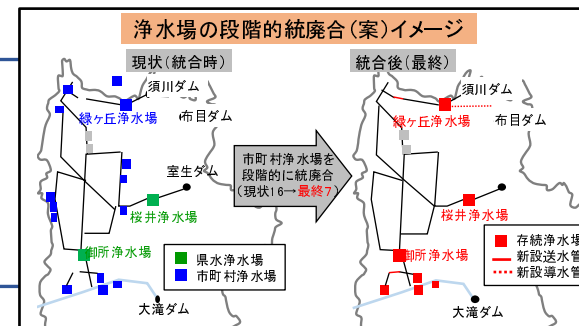 浄水場の段階的統廃合(案)イメージ
現状(統合時)
須川ダム
緑ヶ丘浄水場
布目ダム
室生ダム
桜井浄水場
御所浄水場
県水浄水場
市町村浄水場
大滝ダム
市町村浄水場を
段階的に統廃合
(現状16→最終7)
統合後(最終)
須川ダム
緑ヶ丘浄水場
布目ダム
桜井浄水場
御所浄水場
存続浄水場
新設送水管
新設導水管
大滝ダム